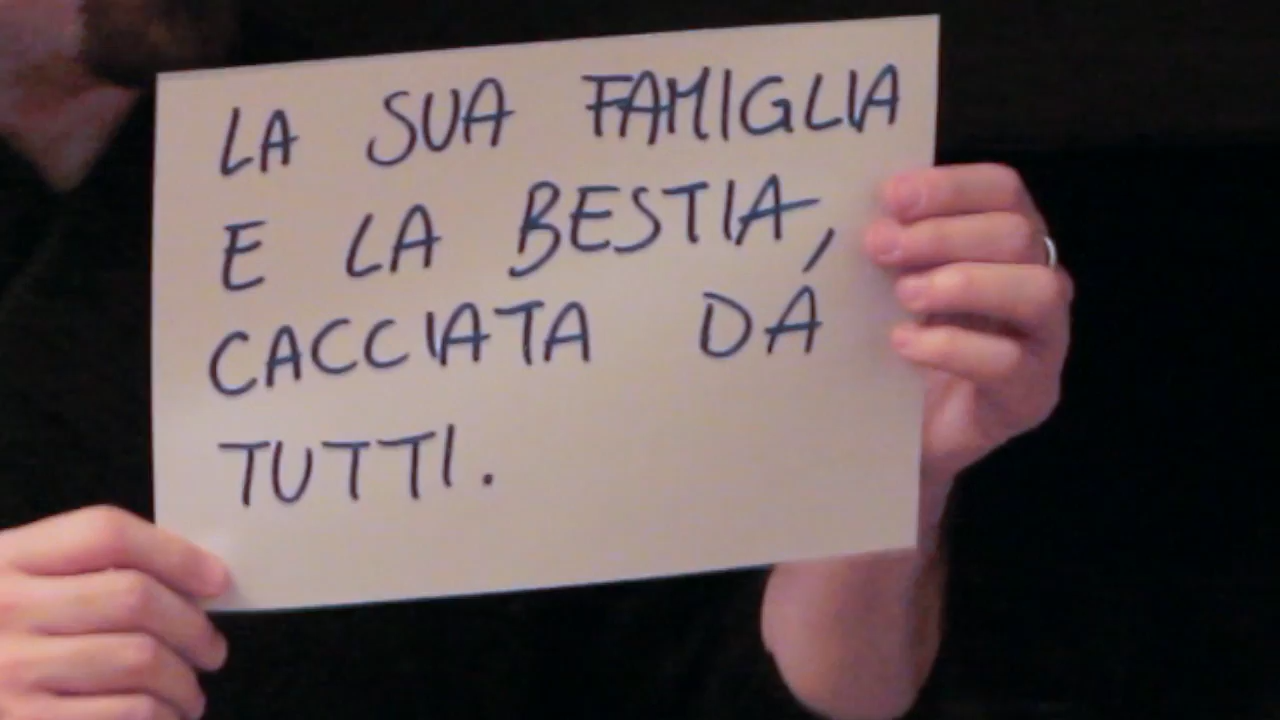 LA SUA FAMIGLIA
E LA BESTIA,
CACCIATA DÁ
TUTTI.